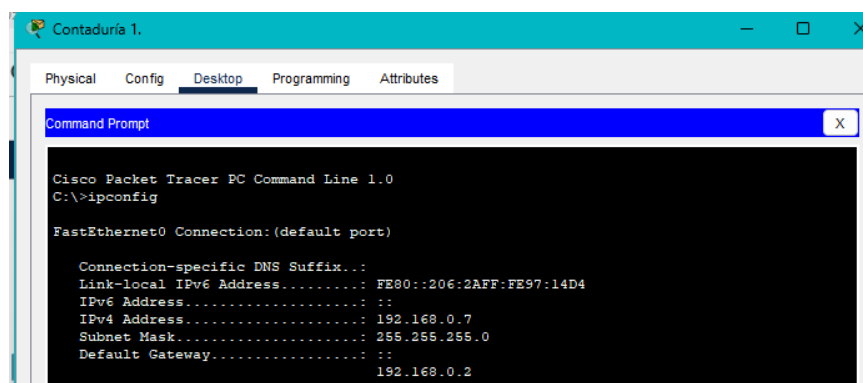 Contaduría 1.
Physical Config Desktop Programming Attributes
Command Prompt X
Cisco Packet Tracer PC Command Line 1.0
C:\>ipconfig
FastEthernet0 Connection:(default port)
Connection-specific DNS Suffix..:
Link-local IPv6 Address.........: FE80::206:2AFF:FE97:14D4
IPv6 Address....................: ::
IPv4 Address....................: 192.168.0.7
Subnet Mask.....................: 255.255.255.0
Default Gateway.................: ::
192.168.0.2